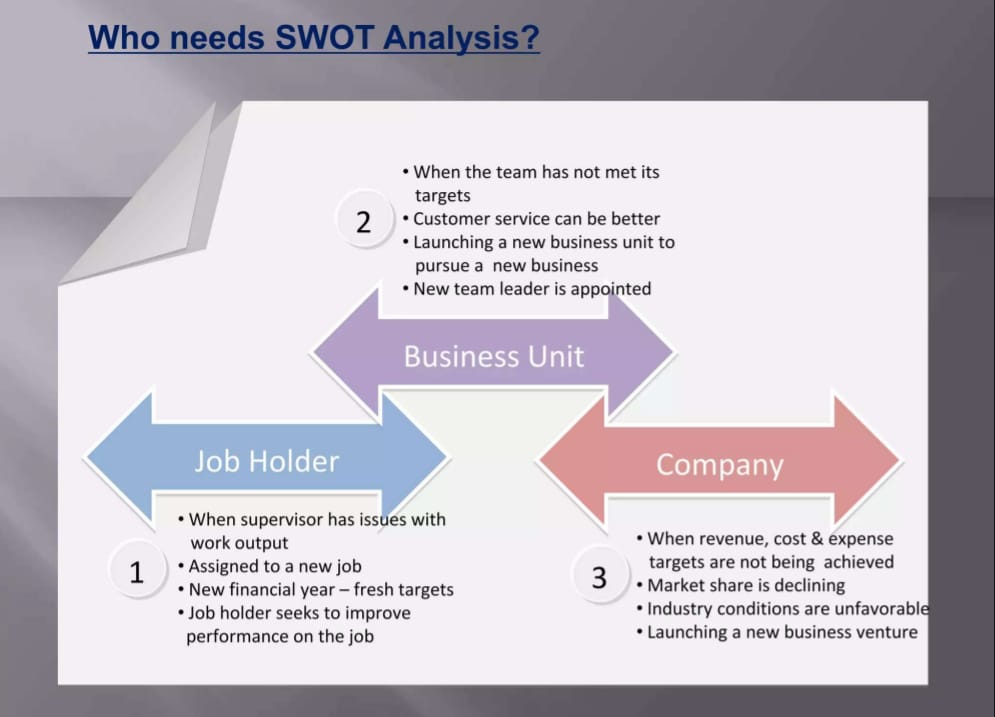 Who needs SWOT Analysis?
• When the team has not met its
targets
2
• Customer service can be better
• Launching a new business unit to
pursue a new business
• New team leader is appointed
Business Unit
Job Holder
Company
• When supervisor has issues with
work output
1
• Assigned to a new job
• New financial year – fresh targets
• Job holder seeks to improve
performance on the job
• When revenue, cost & expense
targets are not being achieved
3
• Market share is declining
• Industry conditions are unfavorable
• Launching a new business venture